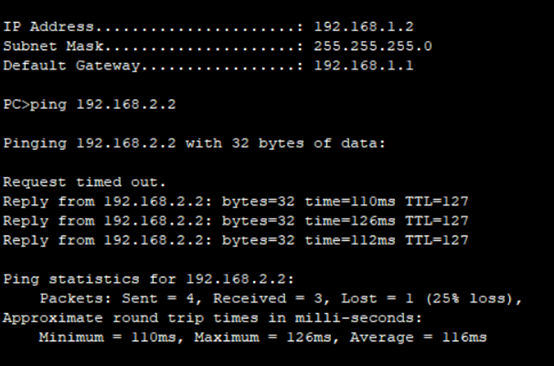 IP Address......................: 192.168.1.2
Subnet Mask.....................: 255.255.255.0
Default Gateway.................: 192.168.1.1
PC>ping 192.168.2.2
Pinging 192.168.2.2 with 32 bytes of data:
Request timed out.
Reply from 192.168.2.2: bytes=32 time=110ms TTL=127
Reply from 192.168.2.2: bytes=32 time=126ms TTL=127
Reply from 192.168.2.2: bytes=32 time=112ms TTL=127
Ping statistics for 192.168.2.2:
    Packets: Sent = 4, Received = 3, Lost = 1 (25% loss),
Approximate round trip times in milli-seconds:
    Minimum = 110ms, Maximum = 126ms, Average = 116ms